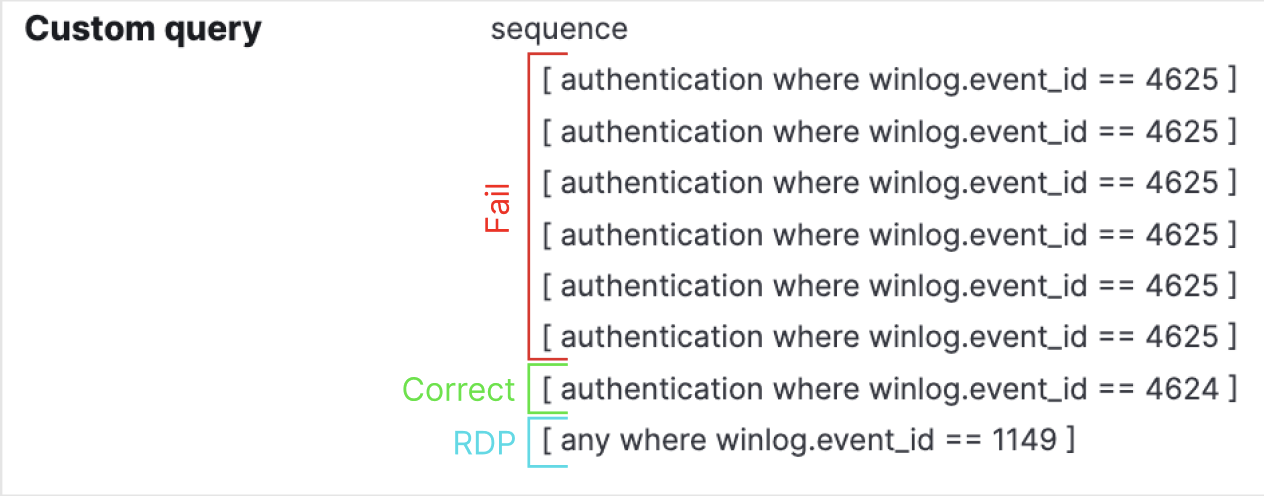 Custom query
sequence
[ authentication where winlog.event_id == 4625 ]
[ authentication where winlog.event_id == 4625 ]
[ authentication where winlog.event_id == 4625 ]
[ authentication where winlog.event_id == 4625 ]
[ authentication where winlog.event_id == 4625 ]
[ authentication where winlog.event_id == 4625 ]
Fail
Correct [ authentication where winlog.event_id == 4624 ]
RDP [ any where winlog.event_id == 1149 ]